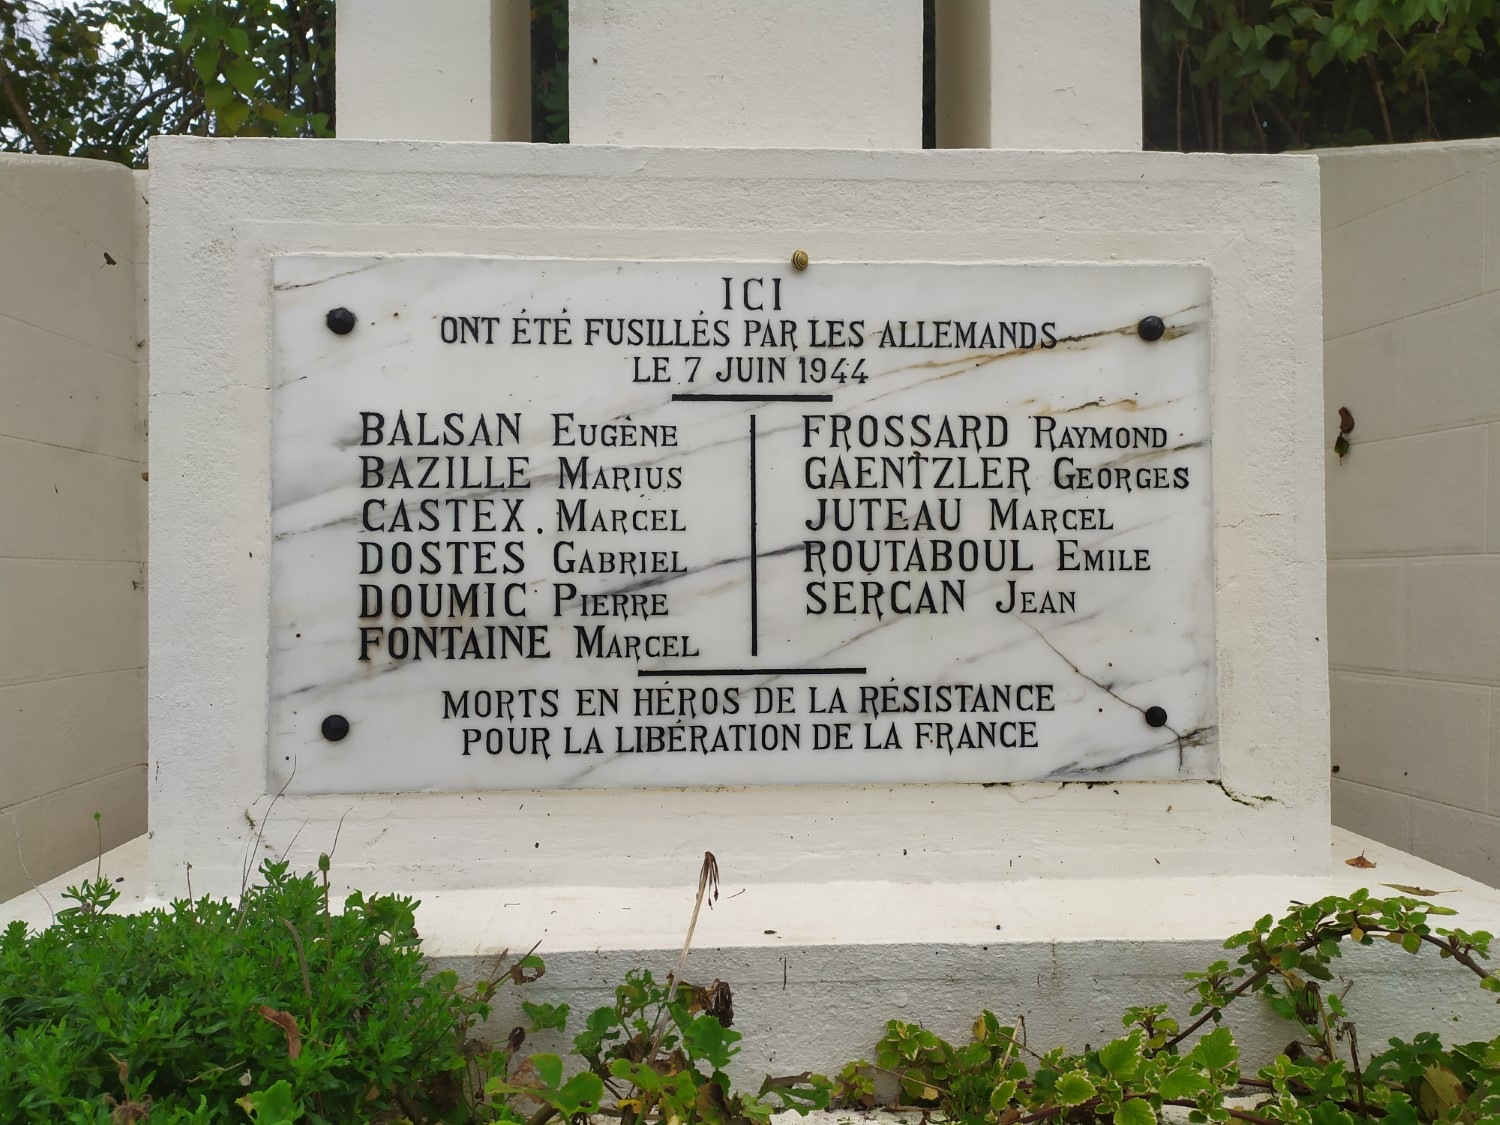 ICI
ONT ÉTÉ FUSILLÉS PAR LES ALLEMANDS
LE 7 JUIN 1944
BALSAN EUGÈNE
BAZILLE MARIUS
CASTEX MARCEL
DOSTES GABRIEL
DOUMIC PIERRE
FONTAINE MARCEL
FROSSARD RAYMOND
GAENTZLER GEORGES
JUTEAU MARCEL
ROUTABOUL EMILE
SERCAN JEAN
MORTS EN HÉROS DE LA RÉSISTANCE
POUR LA LIBÉRATION DE LA FRANCE